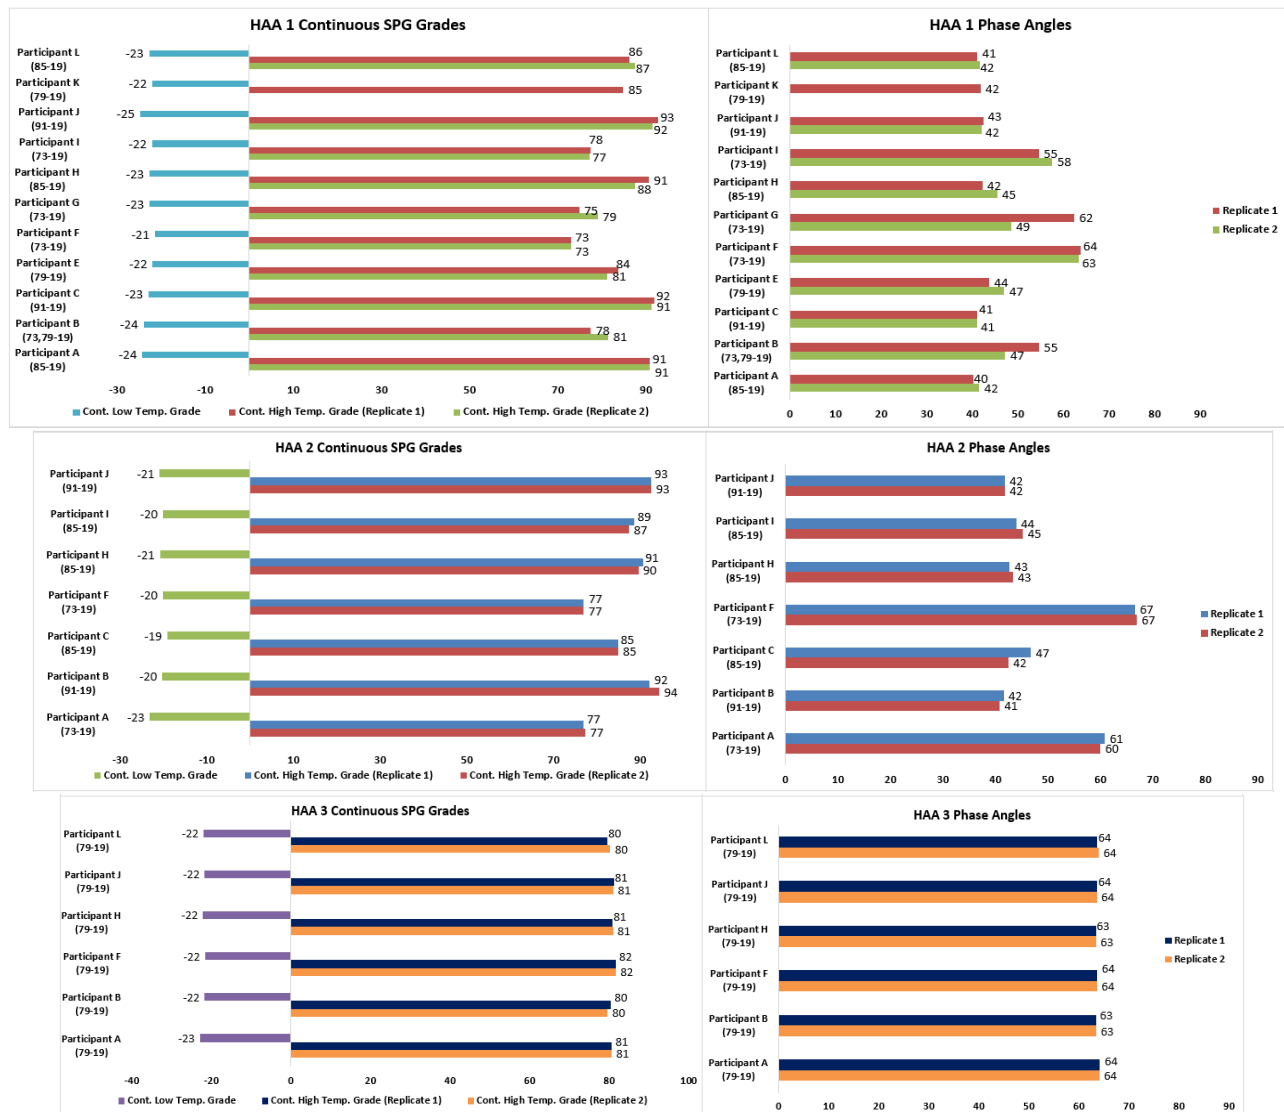 HAA 1 Continuous SPG Grades
Participant L
(85-19)
-23
86
87
Participant K
(79-19)
-22
85
Participant J
(91-19)
-25
93
92
Participant I
(73-19)
-22
78
77
Participant H
(85-19)
-23
91
88
Participant G
(73-19)
-23
75
79
Participant F
(73-19)
-21
73
73
Participant E
(79-19)
-22
84
81
Participant C
(91-19)
-23
92
91
Participant B
(73,79-19)
-24
78
81
Participant A
(85-19)
-24
91
91
-30 -10 10 30 50 70 90
Cont. Low Temp. Grade Cont. High Temp. Grade (Replicate 1) Cont. High Temp. Grade (Replicate 2)
HAA 1 Phase Angles
Participant L
(85-19)
41
42
Participant K
(79-19)
42
Participant J
(91-19)
43
42
Participant I
(73-19)
55
58
Participant H
(85-19)
42
45
Participant G
(73-19)
62
49
Participant F
(73-19)
64
63
Participant E
(79-19)
44
47
Participant C
(91-19)
41
41
Participant B
(73,79-19)
55
47
Participant A
(85-19)
40
42
0 10 20 30 40 50 60 70 80 90
Replicate 1
Replicate 2
HAA 2 Continuous SPG Grades
Participant J
(91-19)
-21
93
93
Participant I
(85-19)
-20
89
87
Participant H
(85-19)
-21
91
90
Participant F
(73-19)
-20
77
77
Participant C
(85-19)
-19
85
85
Participant B
(91-19)
-20
92
94
Participant A
(73-19)
-23
77
77
-30 -10 10 30 50 70 90
Cont. Low Temp. Grade Cont. High Temp. Grade (Replicate 1) Cont. High Temp. Grade (Replicate 2)
HAA 2 Phase Angles
Participant J
(91-19)
42
42
Participant I
(85-19)
44
45
Participant H
(85-19)
43
43
Participant F
(73-19)
67
67
Participant C
(85-19)
47
42
Participant B
(91-19)
42
41
Participant A
(73-19)
61
60
0 10 20 30 40 50 60 70 80 90
Replicate 1
Replicate 2
HAA 3 Continuous SPG Grades
Participant L
(79-19)
-22
80
80
Participant J
(79-19)
-22
81
81
Participant H
(79-19)
-22
81
81
Participant F
(79-19)
-22
82
82
Participant B
(79-19)
-22
80
80
Participant A
(79-19)
-23
81
81
-40 -20 0 20 40 60 80 100
Cont. Low Temp. Grade Cont. High Temp. Grade (Replicate 1) Cont. High Temp. Grade (Replicate 2)
HAA 3 Phase Angles
Participant L
(79-19)
64
64
Participant J
(79-19)
64
64
Participant H
(79-19)
63
63
Participant F
(79-19)
64
64
Participant B
(79-19)
63
63
Participant A
(79-19)
64
64
0 10 20 30 40 50 60 70 80 90
Replicate 1
Replicate 2